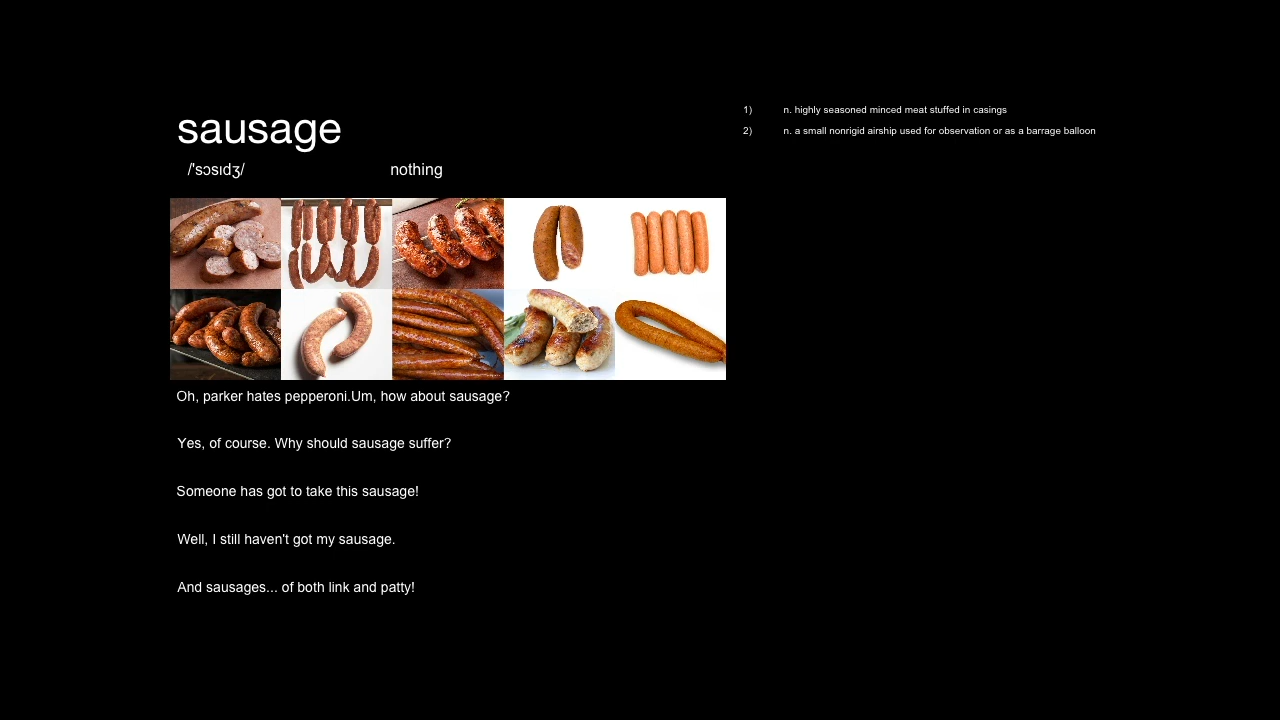 sausage
/'sɔsɪdʒ/ nothing
1) n. highly seasoned minced meat stuffed in casings
2) n. a small nonrigid airship used for observation or as a barrage balloon
Oh, parker hates pepperoni.Um, how about sausage?
Yes, of course. Why should sausage suffer?
Someone has got to take this sausage!
Well, I still haven't got my sausage.
And sausages... of both link and patty!